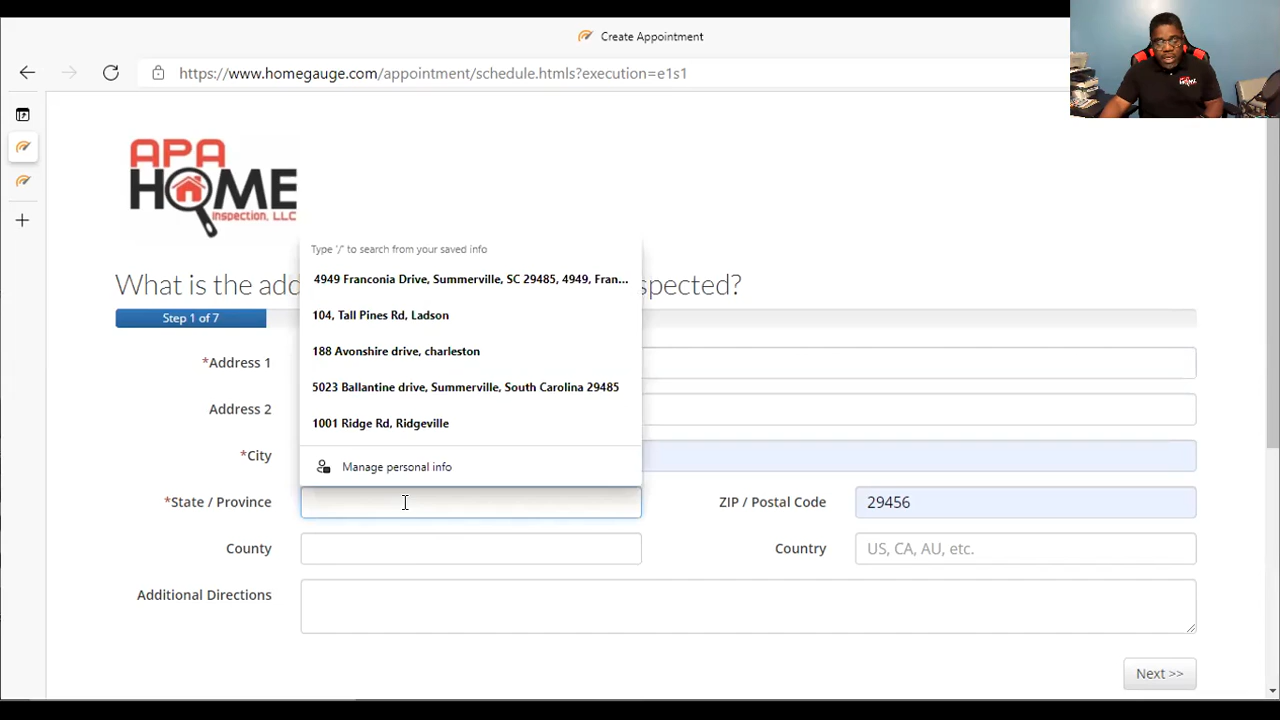 Create Appointment
https://www.homegauge.com/appointment/schedule.htmls?execution=e1s1
APA
HOME
HOME
inspection, LLC
Type '/' to search from your saved info
4949 Franconia Drive, Summerville, SC 29485, 4949, Fran...
What is the add spected?
104, Tall Pines Rd, Ladson
Step 1 of 7
188 Avonshire drive, charleston
*Address 1
5023 Ballantine drive, Summerville, South Carolina 29485
Address 2
1001 Ridge Rd, Ridgeville
*City
Manage personal info
*State / Province
ZIP / Postal Code 29456
County
Country US, CA, AU, etc.
Additional Directions
Next >>